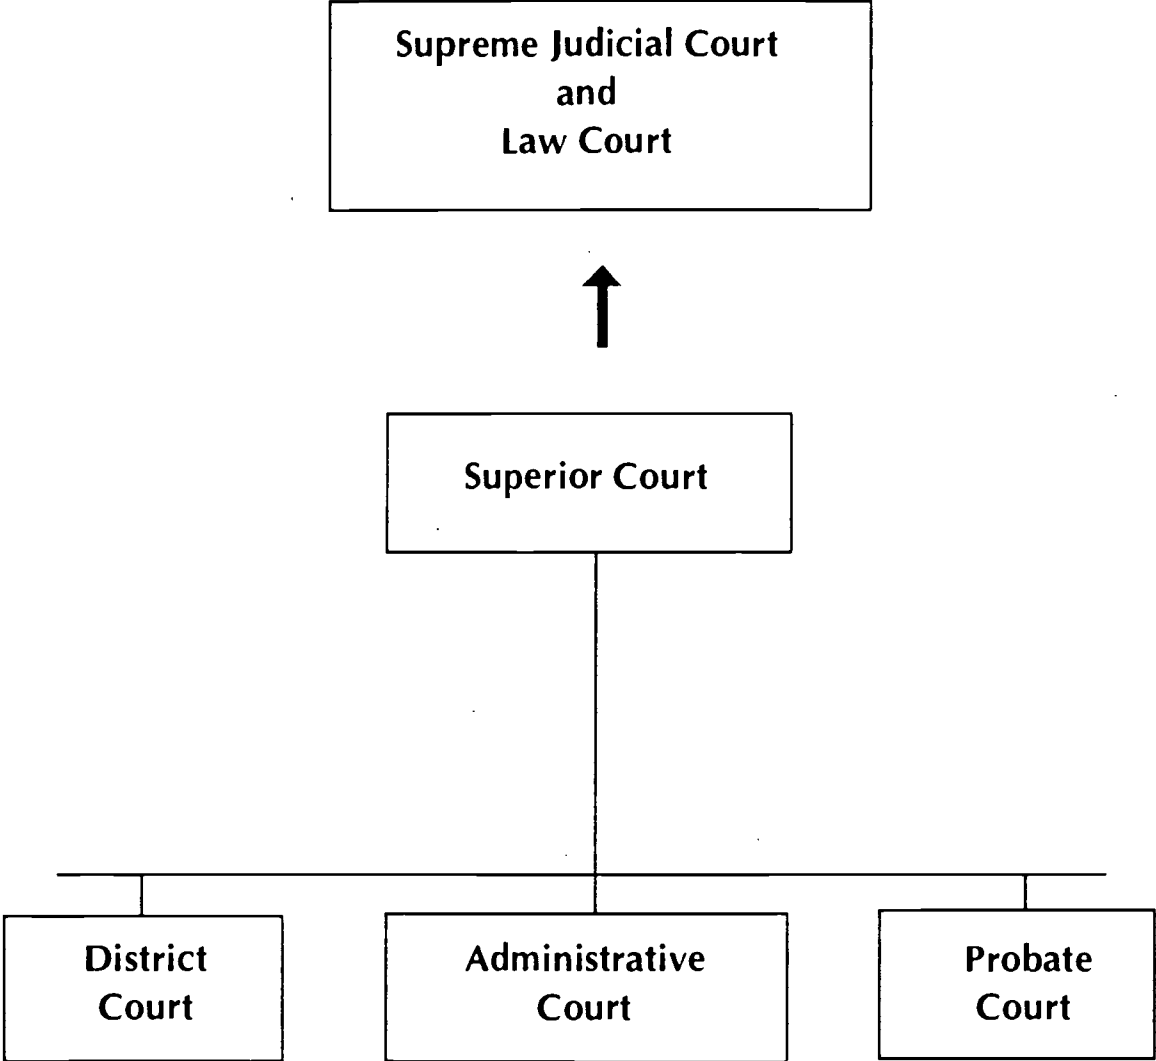 Supreme Judicial Court
and
Law Court
Superior Court
District
Court
Administrative
Court
Probate
Court